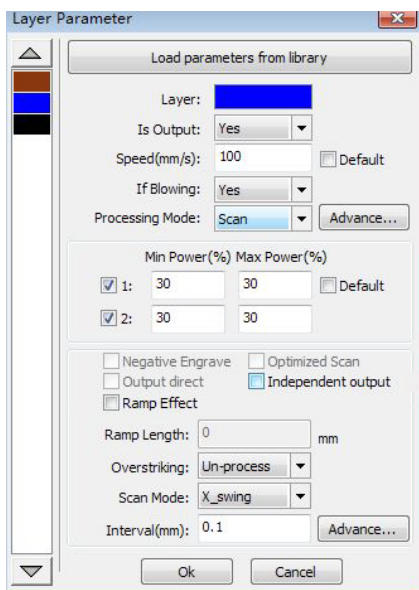 Layer Parameter
Load parameters from library
Layer:
Is Output: Yes
Speed(mm/s): 100 Default
If Blowing: Yes
Processing Mode: Scan Advance...
Min Power(%) Max Power(%)
1: 30 30 Default
2: 30 30
Negative Engrave Optimized Scan
Output direct Independent output
Ramp Effect
Ramp Length: 0 mm
Overstriking: Un-process
Scan Mode: X_swing
Interval(mm): 0.1 Advance...
Ok Cancel